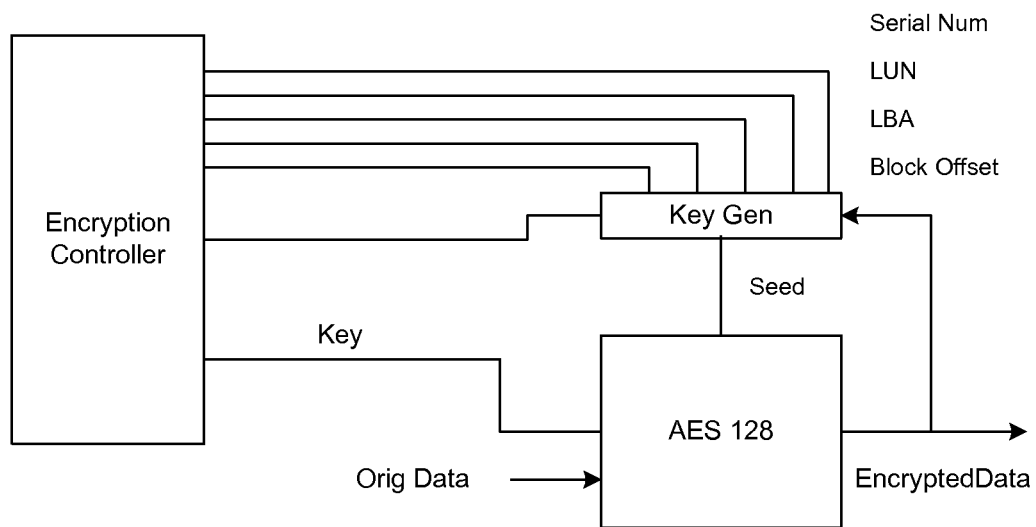 Serial Num
LUN
LBA
Block Offset
Encryption
Controller
Key Gen
Seed
Key
AES 128
Orig Data
EncryptedData